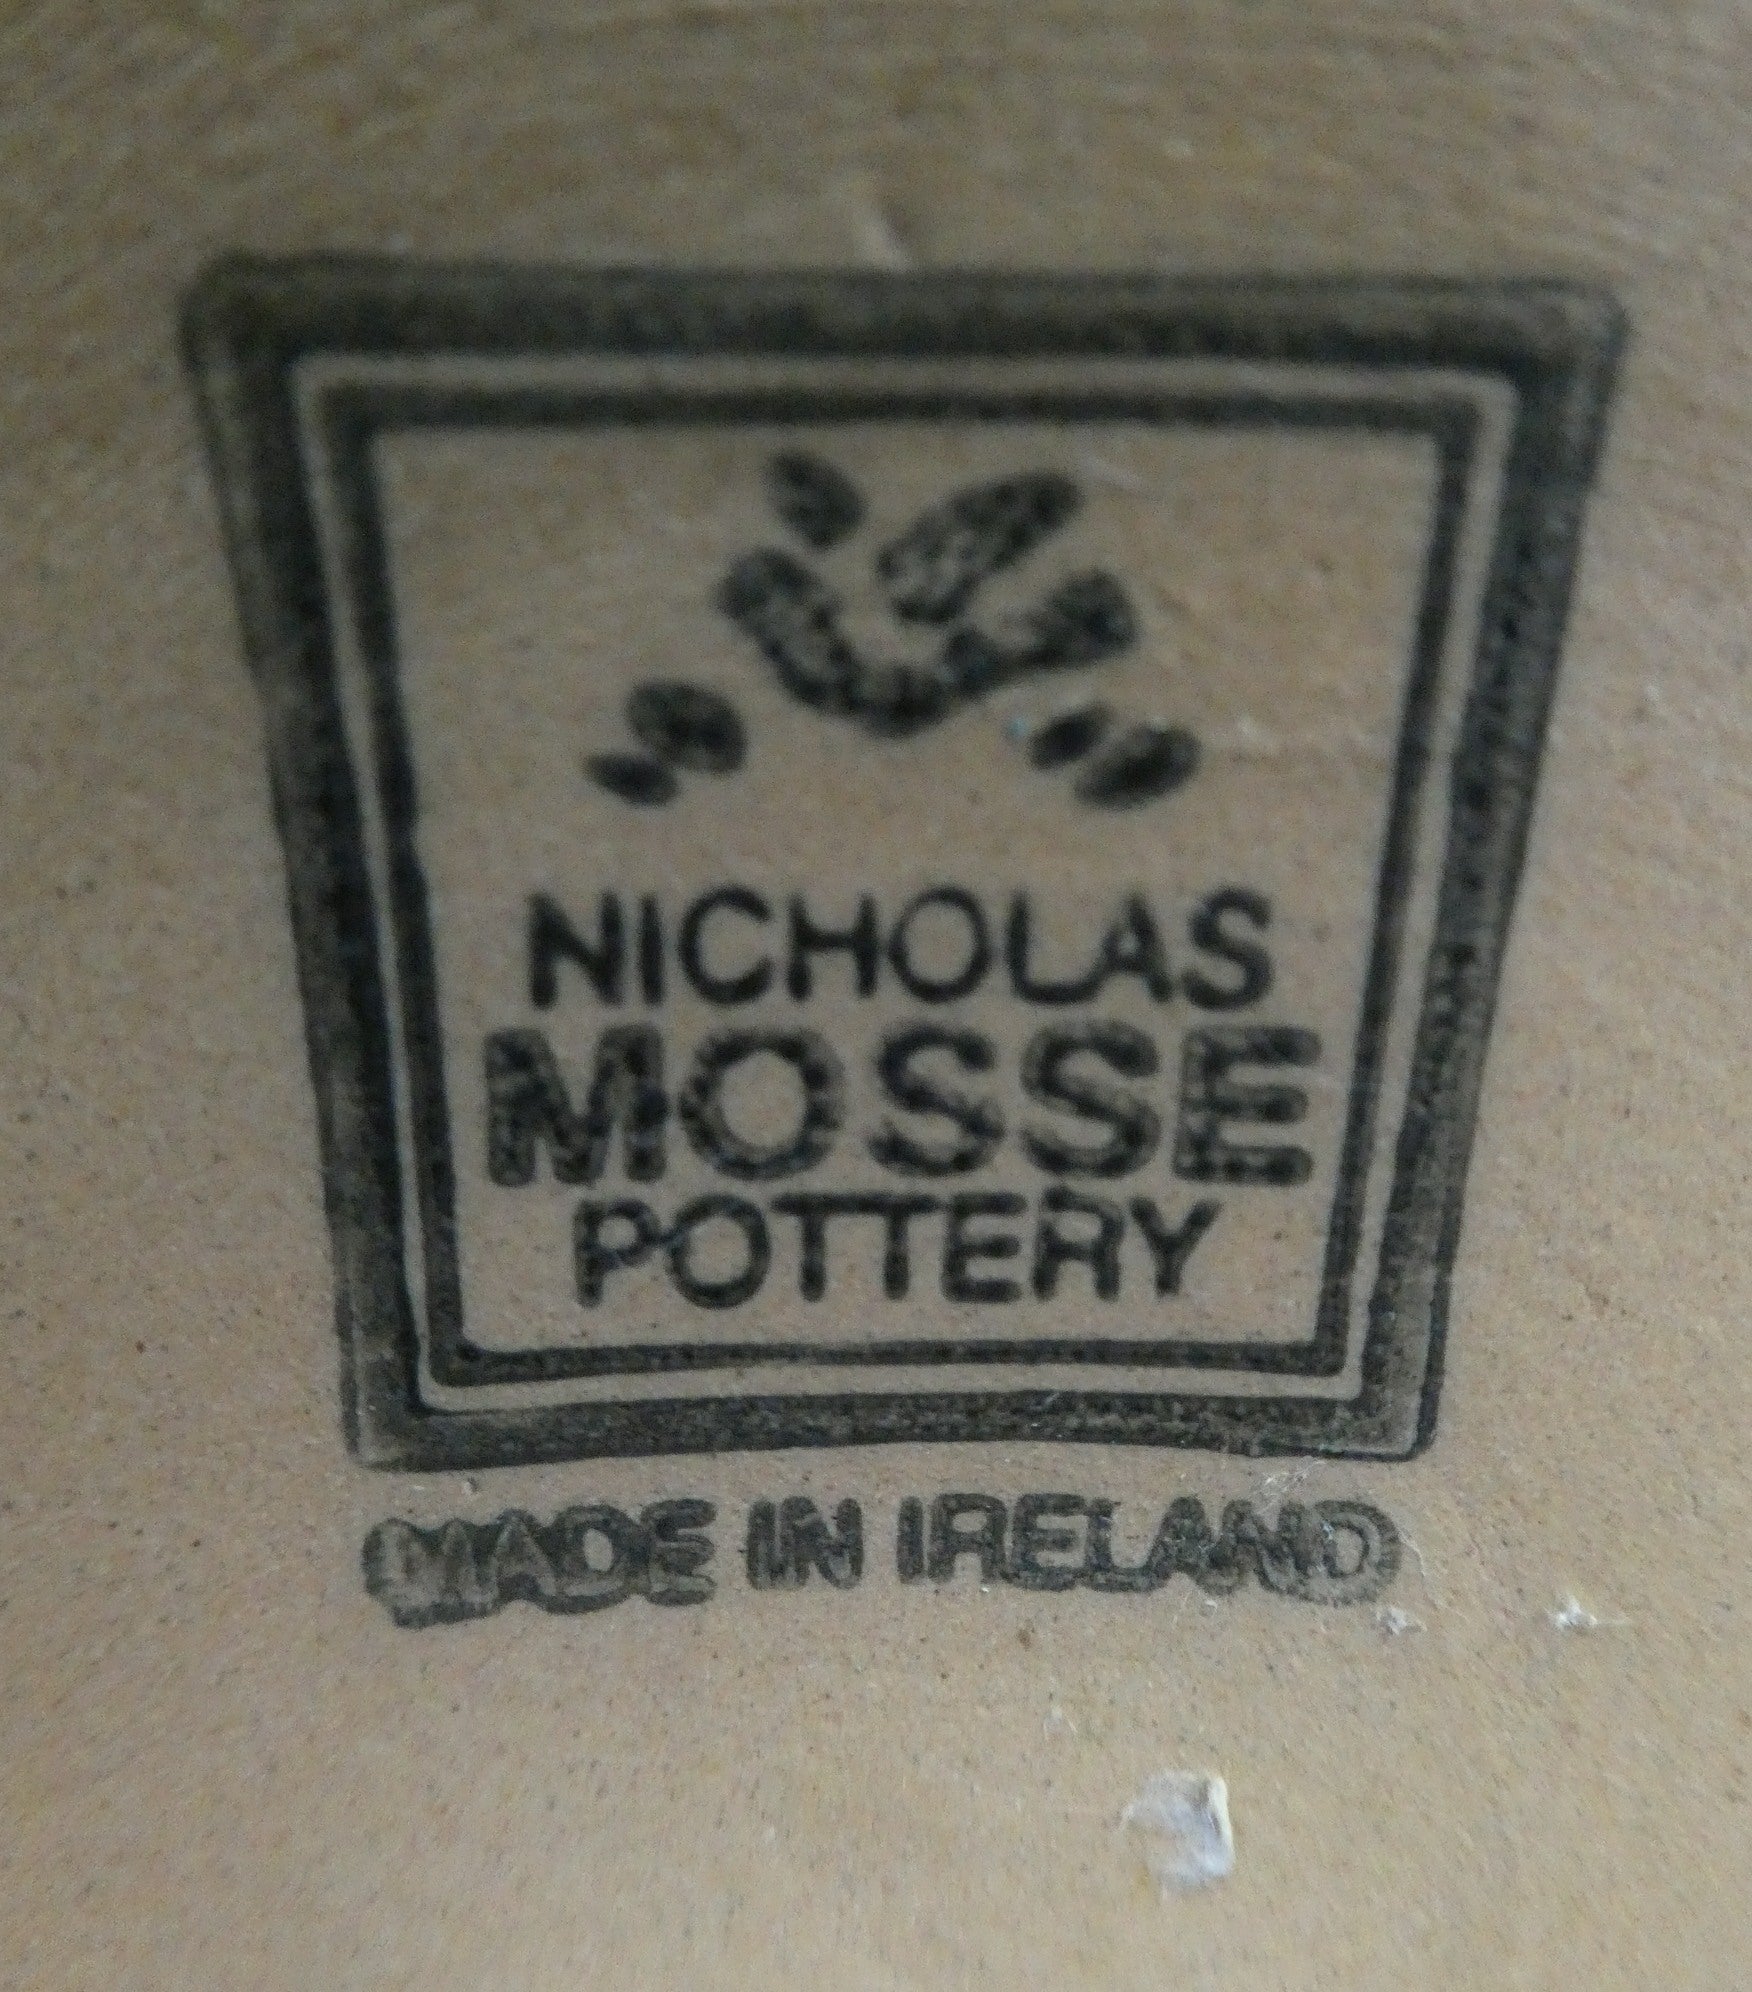 NICHOLAS
MOSSE
POTTERY
MADE IN IRELAND